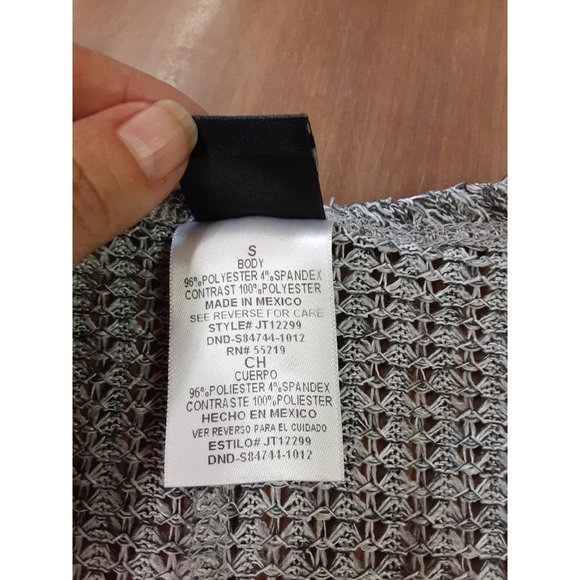 S
BODY
96%POLYESTER 4%SPANDEX
CONTRAST 100%POLYESTER
MADE IN MEXICO
SEE REVERSE FOR CARE
STYLE# JT12299
DND-S84744-1012
RN# 55219
CH
CUERPO
96%POLIESTER 4%SPANDEX
CONTRASTE 100%POLIESTER
HECHO EN MEXICO
VER REVERSO PARA EL CUIDADO
ESTILO# JT12299
DND-S84744-1012